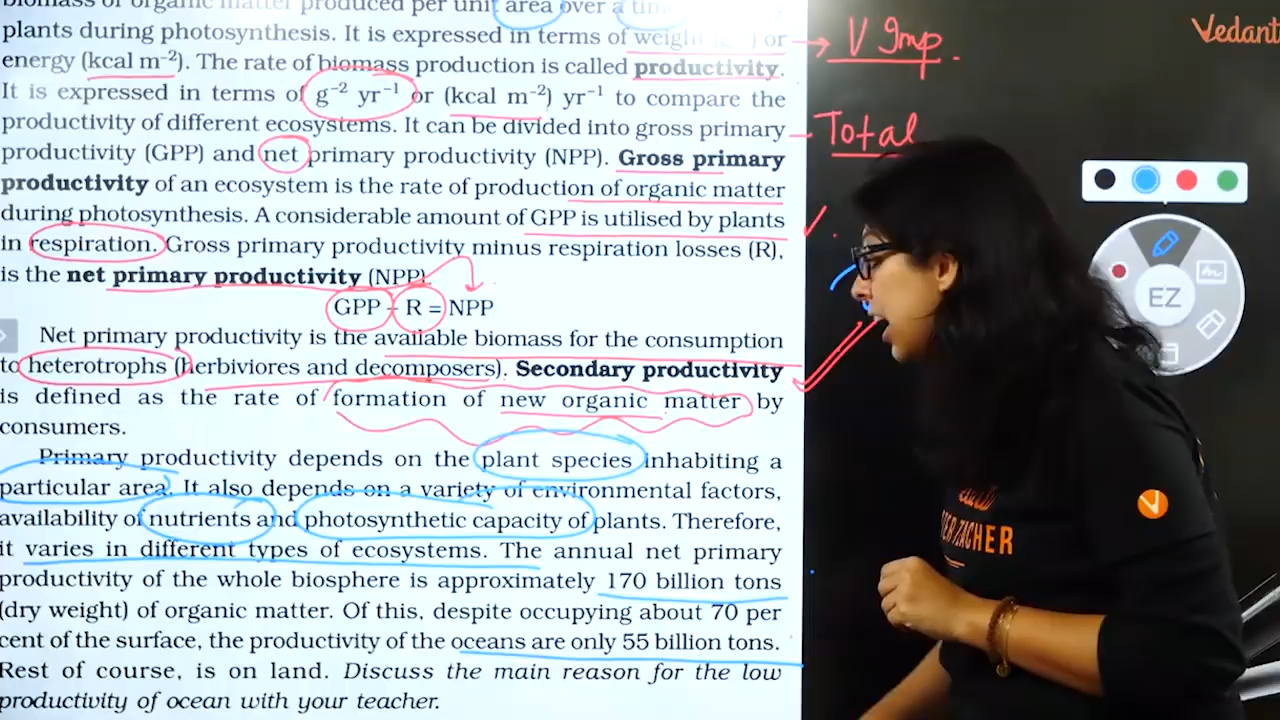 biomass or organic matter produced per unit area over a
plants during photosynthesis. It is expressed in terms of weight or
energy (kcal m⁻²). The rate of biomass production is called productivity.
It is expressed in terms of g⁻² yr⁻¹ or (kcal m⁻²) yr⁻¹ to compare the
productivity of different ecosystems. It can be divided into gross primary
productivity (GPP) and net primary productivity (NPP). Gross primary
productivity of an ecosystem is the rate of production of organic matter
during photosynthesis. A considerable amount of GPP is utilised by plants
in respiration. Gross primary productivity minus respiration losses (R),
is the net primary productivity (NPP).
GPP – R = NPP
Net primary productivity is the available biomass for the consumption
to heterotrophs (herbiviores and decomposers). Secondary productivity
is defined as the rate of formation of new organic matter by
consumers.
Primary productivity depends on the plant species inhabiting a
particular area. It also depends on a variety of environmental factors,
availability of nutrients and photosynthetic capacity of plants. Therefore,
it varies in different types of ecosystems. The annual net primary
productivity of the whole biosphere is approximately 170 billion tons
(dry weight) of organic matter. Of this, despite occupying about 70 per
cent of the surface, the productivity of the oceans are only 55 billion tons.
Rest of course, is on land. Discuss the main reason for the low
productivity of ocean with your teacher.
V Imp.
Total
Vedant
EZ